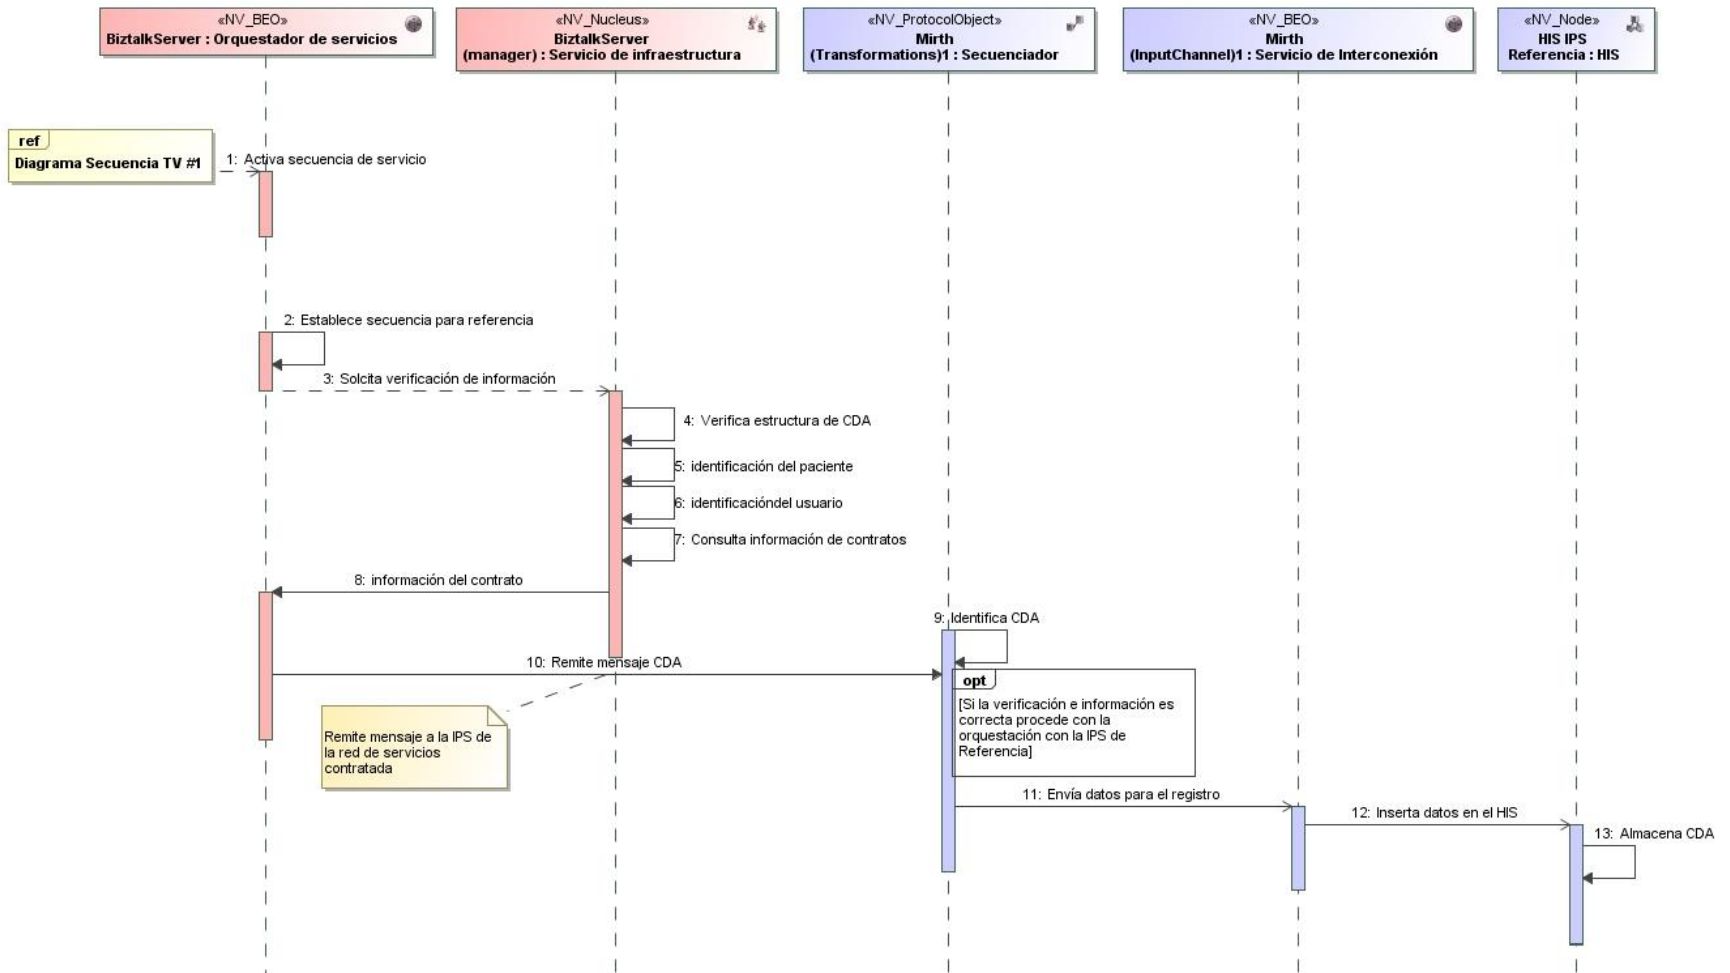 «NV_BEO»
BiztalkServer : Orquestador de servicios
«NV_Nucleus»
BiztalkServer
(manager) : Servicio de infraestructura
«NV_ProtocolObject»
Mirth
(Transformations)1 : Secuenciador
«NV_BEO»
Mirth
(InputChannel)1 : Servicio de Interconexión
«NV_Node»
HIS IPS
Referencia : HIS
ref
Diagrama Secuencia TV #1
1: Activa secuencia de servicio
2: Establece secuencia para referencia
3: Solcita verificación de información
4: Verifica estructura de CDA
5: identificación del paciente
6: identificacióndel usuario
7: Consulta información de contratos
8: información del contrato
9: Identifica CDA
10: Remite mensaje CDA
opt
[Si la verificación e información es
correcta procede con la
orquestación con la IPS de
Referencia]
Remite mensaje a la IPS de
la red de servicios
contratada
11: Envía datos para el registro
12: Inserta datos en el HIS
13: Almacena CDA